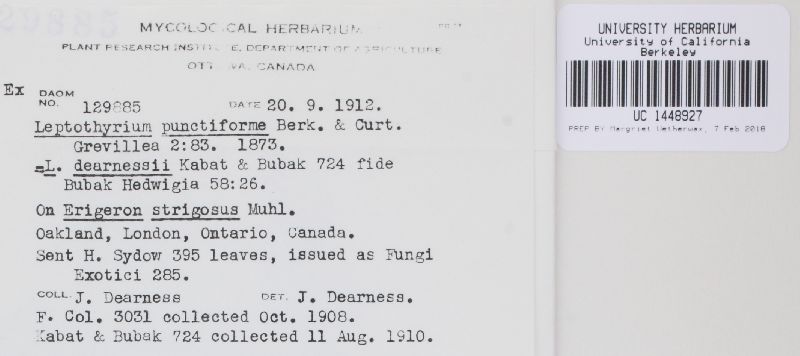 29885
MYCOLOGICAL HERBARIUM
PLANT RESEARCH INSTITUTE, DEPARTMENT OF AGRICULTURE
OTTAWA, CANADA
Ex DAOM
NO. 129885 DATE 20. 9. 1912.
Leptothyrium punctiforme Berk. & Curt.
Grevillea 2:83. 1873.
=L. dearnessii Kabat & Bubak 724 fide
Bubak Hedwigia 58:26.
On Erigeron strigosus Muhl.
Oakland, London, Ontario, Canada.
Sent H. Sydow 395 leaves, issued as Fungi
Exotici 285.
COLL. J. Dearness DET. J. Dearness.
F. Col. 3031 collected Oct. 1908.
Kabat & Bubak 724 collected 11 Aug. 1910.
UNIVERSITY HERBARIUM
University of California
Berkeley
UC 1448927
PREP BY Margriet Wetherwax, 7 Feb 2018